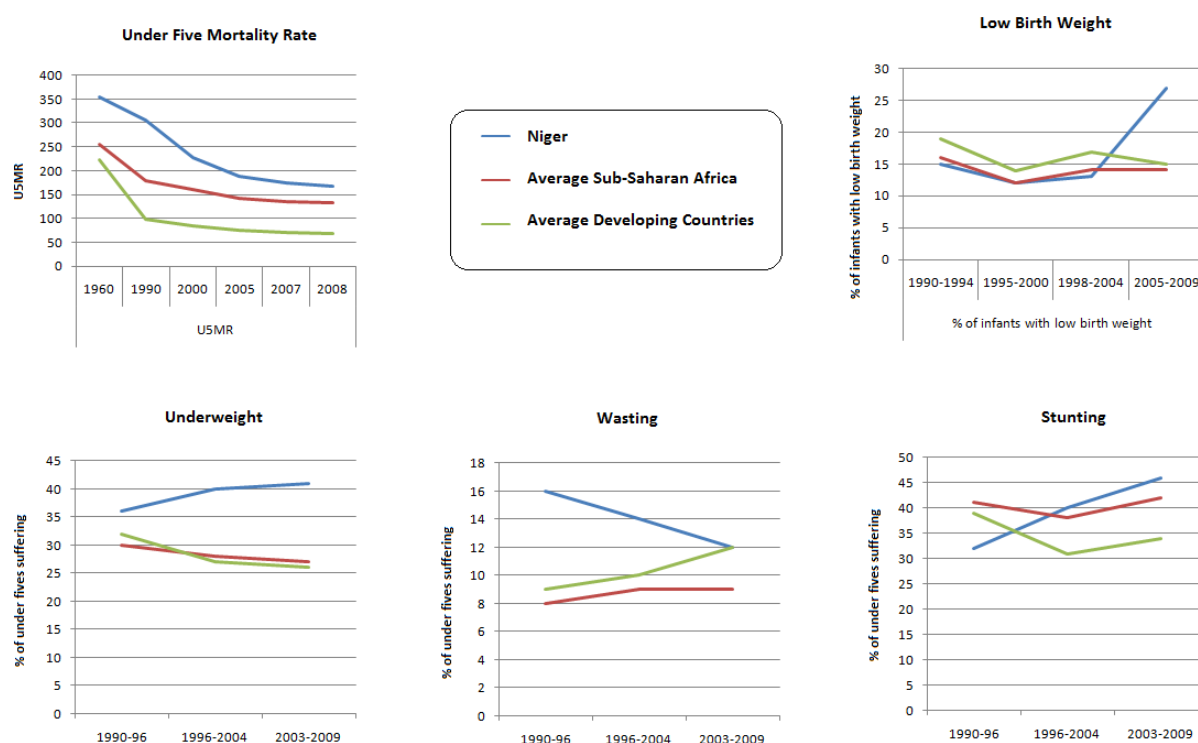 Under Five Mortality Rate
U5MR
400
350
300
250
200
150
100
50
0
1960 1990 2000 2005 2007 2008
U5MR
Niger
Average Sub-Saharan Africa
Average Developing Countries
Low Birth Weight
% of infants with low birth weight
30
25
20
15
10
5
0
1990-1994 1995-2000 1998-2004 2005-2009
% of infants with low birth weight
Underweight
% of under fives suffering
45
40
35
30
25
20
15
10
5
0
1990-96 1996-2004 2003-2009
Wasting
% of under fives suffering
18
16
14
12
10
8
6
4
2
0
1990-96 1996-2004 2003-2009
Stunting
% of under fives suffering
50
45
40
35
30
25
20
15
10
5
0
1990-96 1996-2004 2003-2009